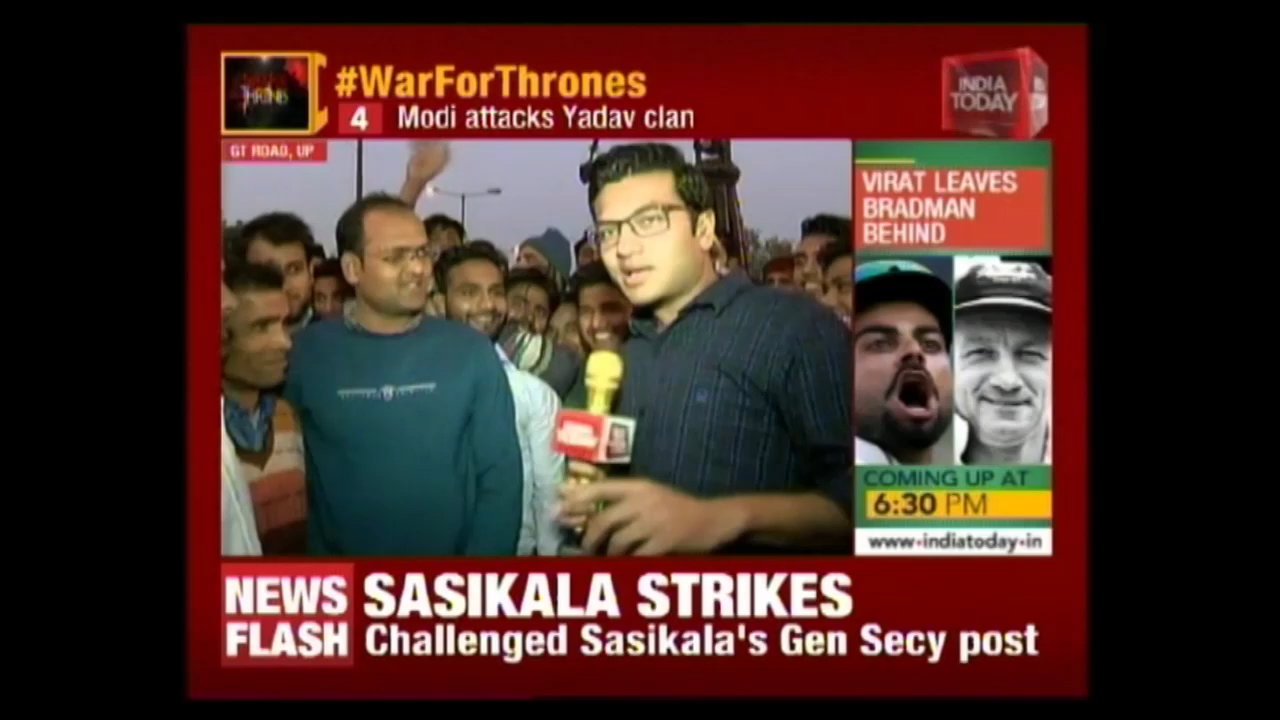 #WarForThrones
4 Modi attacks Yadav clan
THRONES
INDIA
TODAY
GT ROAD, UP
VIRAT LEAVES
BRADMAN
BEHIND
COMING UP AT
6:30 PM
www.indiatoday.in
NEWS
FLASH
SASIKALA STRIKES
Challenged Sasikala's Gen Secy post